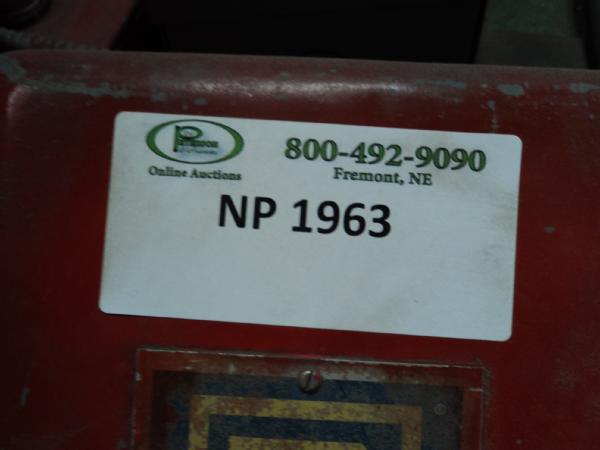 800-492-9090
Fremont, NE
Online Auctions
NP 1963